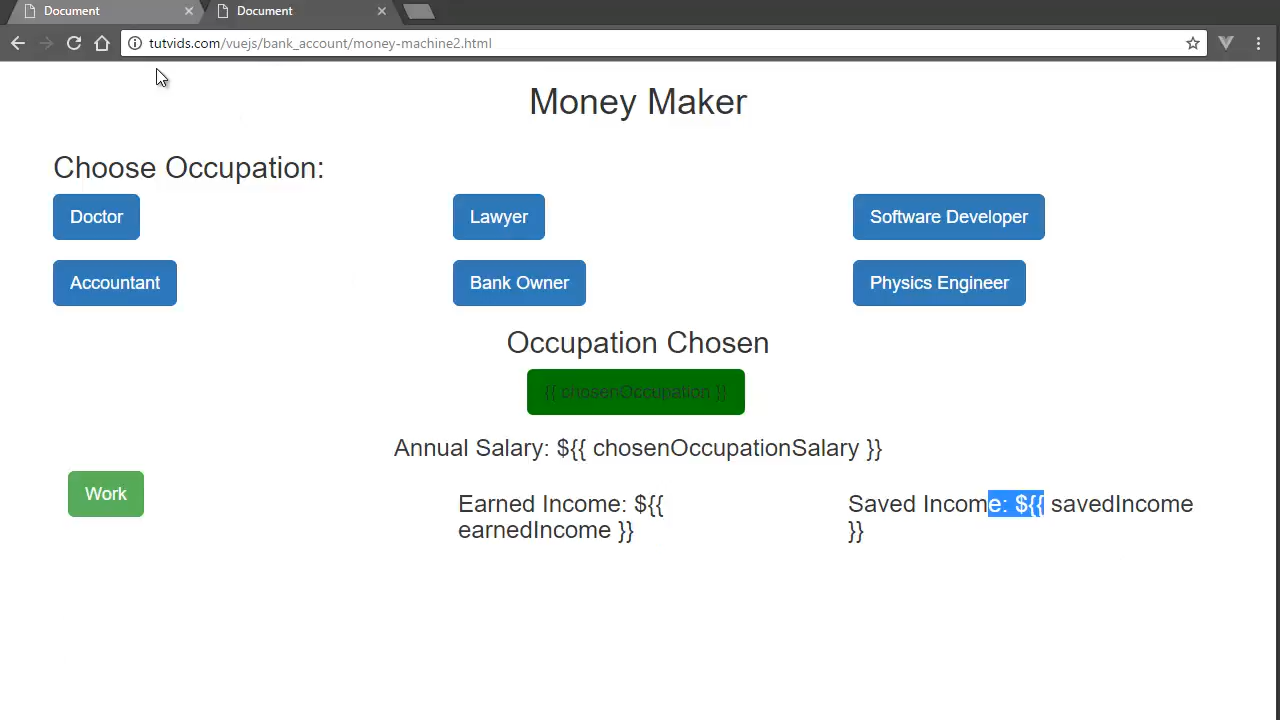 Document
Document
tutvids.com/vuejs/bank_account/money-machine2.html
Money Maker
Choose Occupation:
Doctor
Lawyer
Software Developer
Accountant
Bank Owner
Physics Engineer
Occupation Chosen
{{ chosenOccupation }}
Annual Salary: ${{ chosenOccupationSalary }}
Work
Earned Income: ${{
earnedIncome }}
Saved Income: ${{ savedIncome
}}